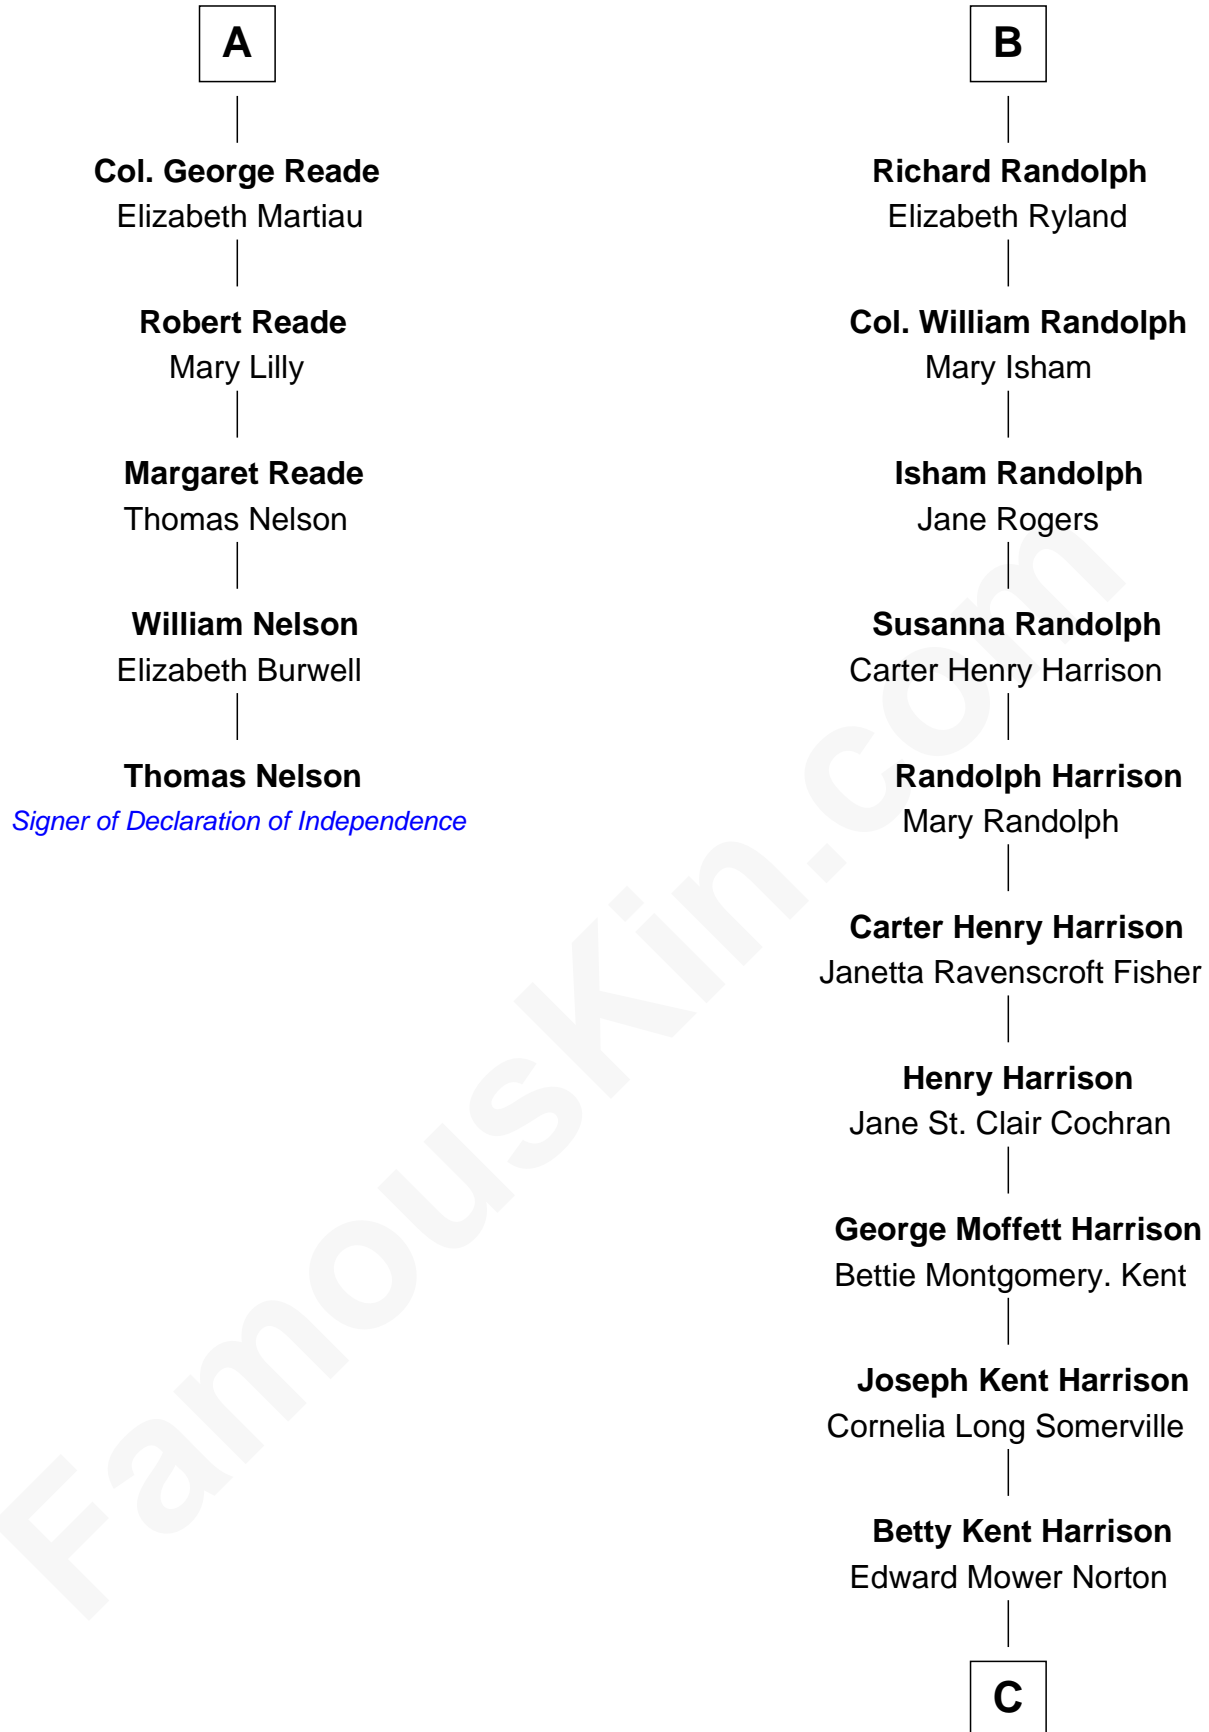 A
Col. George Reade
Elizabeth Martiau
Robert Reade
Mary Lilly
Margaret Reade
Thomas Nelson
William Nelson
Elizabeth Burwell
Thomas Nelson
Signer of Declaration of Independence
B
Richard Randolph
Elizabeth Ryland
Col. William Randolph
Mary Isham
Isham Randolph
Jane Rogers
Susanna Randolph
Carter Henry Harrison
Randolph Harrison
Mary Randolph
Carter Henry Harrison
Janetta Ravenscroft Fisher
Henry Harrison
Jane St. Clair Cochran
George Moffett Harrison
Bettie Montgomery. Kent
Joseph Kent Harrison
Cornelia Long Somerville
Betty Kent Harrison
Edward Mower Norton
C
FamousKin.com